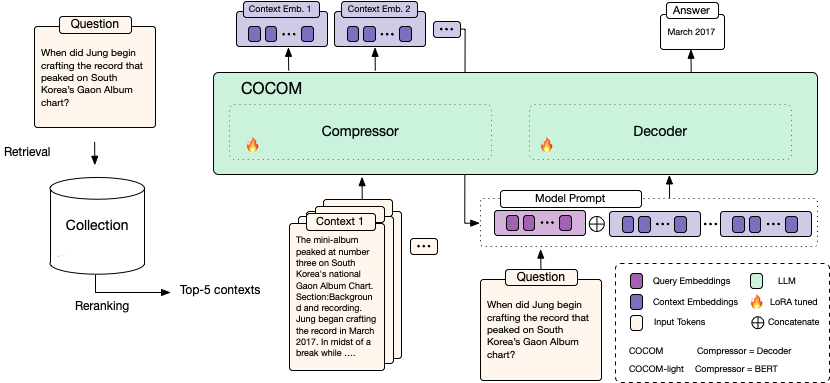 Question
When did Jung begin
crafting the record that
peaked on South
Korea's Gaon Album
chart?
Retrieval
Collection
Reranking
Top-5 contexts
Context Emb. 1
Context Emb. 2
...
Answer
March 2017
COCOM
Compressor
Decoder
Context 1
The mini-album
peaked at number
three on South
Korea's national
Gaon Album Chart.
Section:Backgroun
d and recording.
Jung began crafting
the record in March
2017. In midst of a
break while ....
...
Model Prompt
Question
When did Jung begin
crafting the record that
peaked on South
Korea's Gaon Album
chart?
Query Embeddings
LLM
Context Embeddings
LoRA tuned
Input Tokens
Concatenate
COCOM Compressor = Decoder
COCOM-light Compressor = BERT